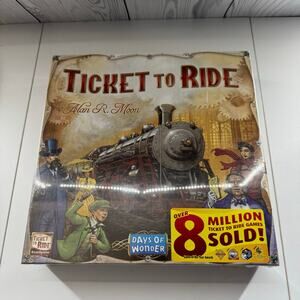 TICKET TO RIDE
Alan R. Moon
TICKET
TO RIDE
DAYS OF
WONDER
OVER
8 MILLION
TICKET TO RIDE GAMES
SOLD!